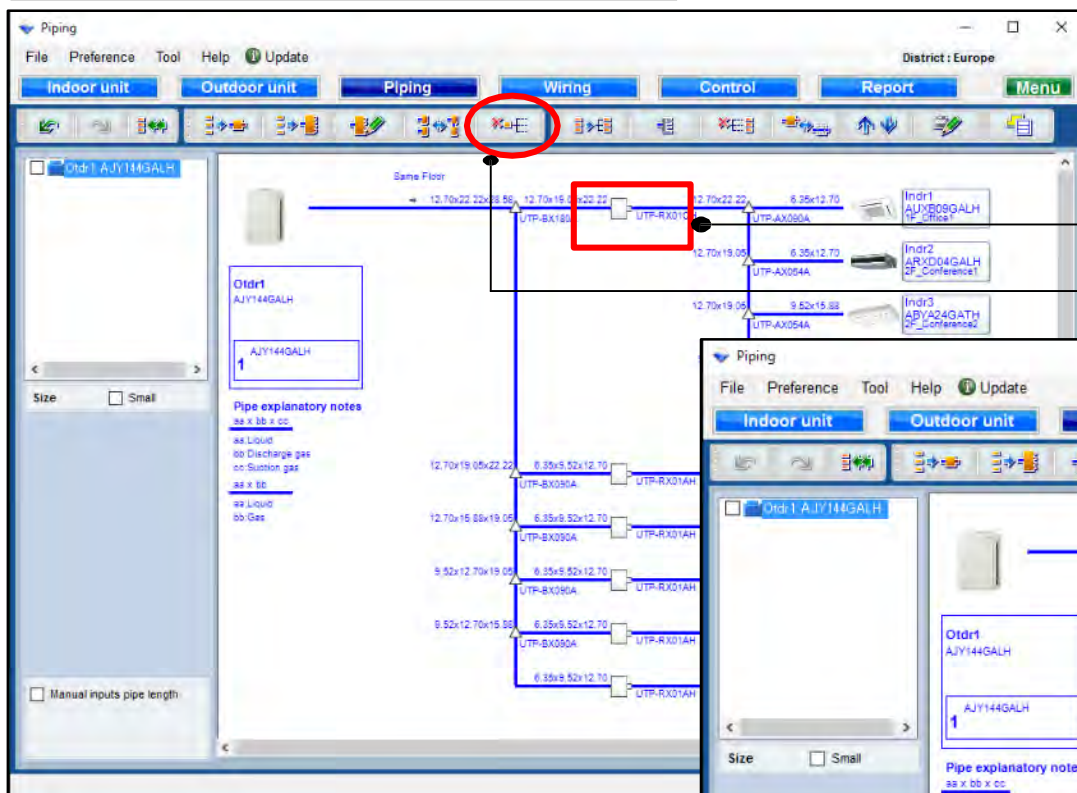 Piping
File Preference Tool Help Update District : Europe
Indoor unit Outdoor unit Piping Wiring Control Report Menu
Otdr1 AJY144GALH
Size Small
Manual inputs pipe length
Same Floor
12.70x22.22x28.58
UTP-BX180A
UTP-RX01
12.70x22.22 6.35x12.70
UTP-AX090A
Indr1
AUXB09GALH
1F_Office1
12.70x19.05 6.35x12.70
UTP-AX054A
Indr2
ARXD04GALH
2F_Conference1
12.70x19.05 9.52x15.88
UTP-AX054A
Indr3
ABYA24GATH
2F_Conference2
Otdr1
AJY144GALH
AJY144GALH
1
Pipe explanatory notes
aa x bb x cc
aa:Liquid
bb:Discharge gas
cc:Suction gas
aa x bb
aa:Liquid
bb:Gas
12.70x19.05x22.22 6.35x9.52x12.70
UTP-BX090A UTP-RX01AH
12.70x15.88x19.05 6.35x9.52x12.70
UTP-BX090A UTP-RX01AH
9.52x12.70x19.05 6.35x9.52x12.70
UTP-BX090A UTP-RX01AH
9.52x12.70x15.88 6.35x9.52x12.70
UTP-BX090A UTP-RX01AH
6.35x9.52x12.70
UTP-RX01AH
Piping
File Preference Tool Help Update
Indoor unit Outdoor unit
Otdr1 AJY144GALH
Size Small
Otdr1
AJY144GALH
AJY144GALH
1
Pipe explanatory note
aa x bb x cc